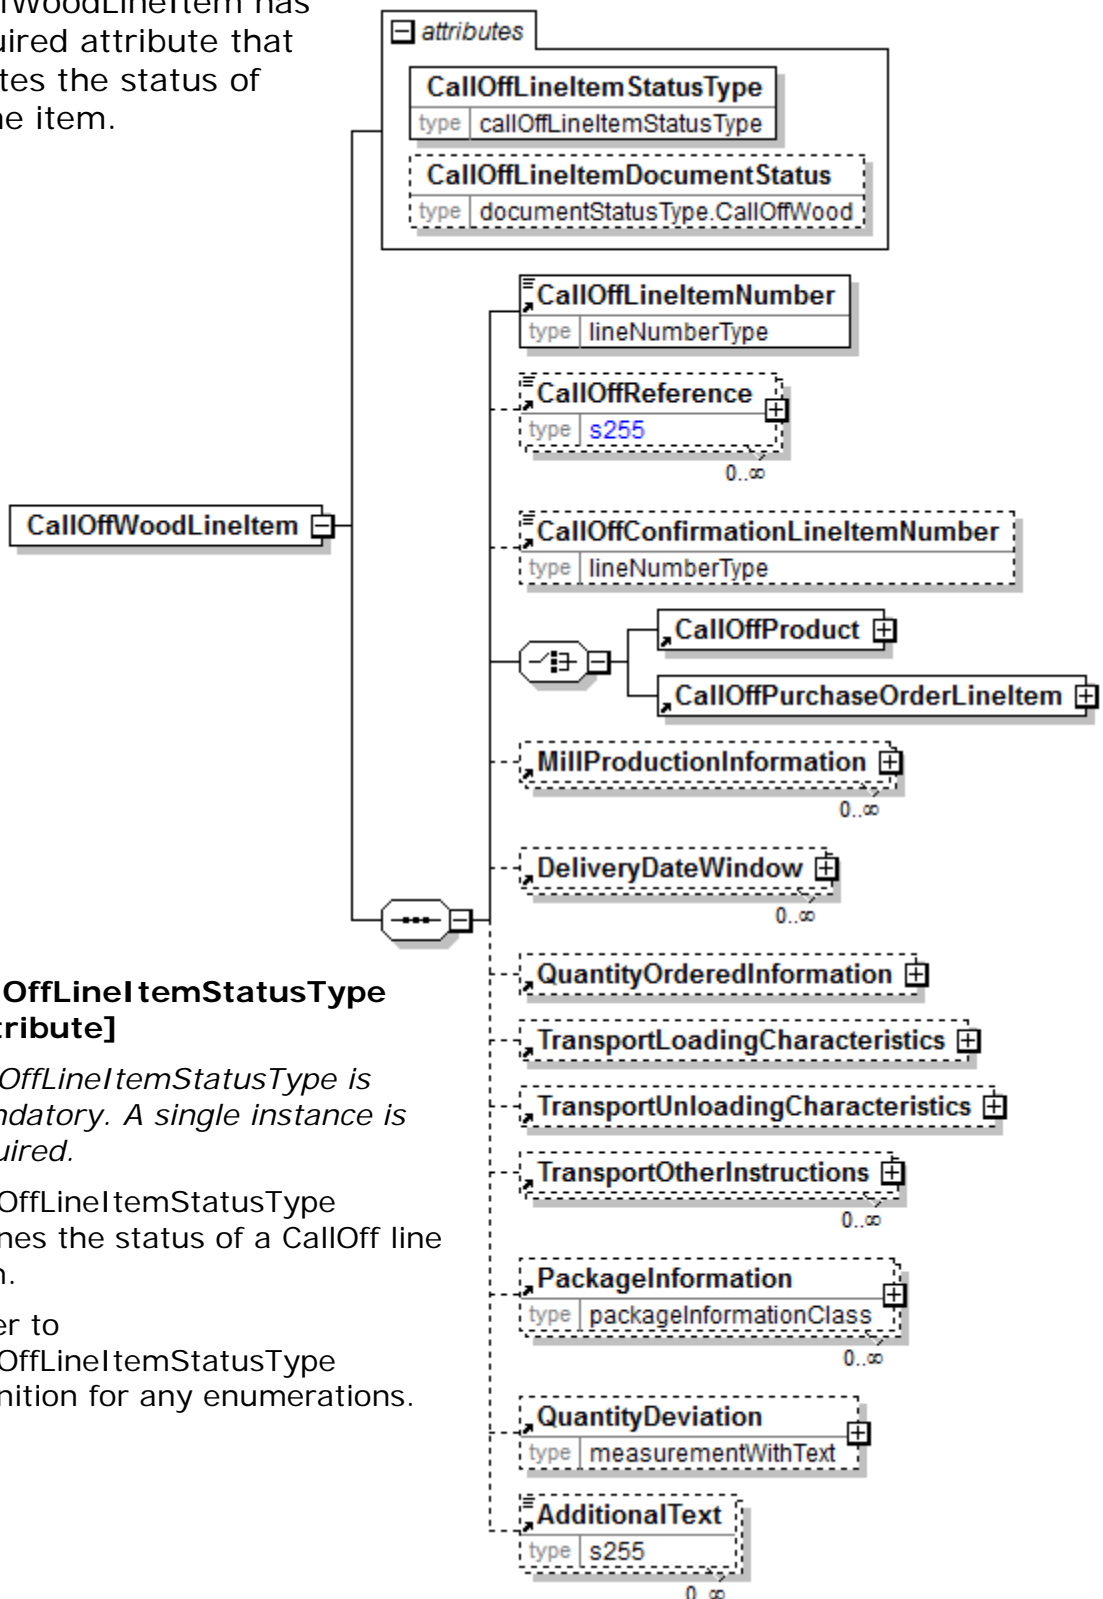 fWoodLineItem has
uired attribute that
tes the status of
ne item.
attributes
CallOffLineItemStatusType
type callOffLineItemStatusType
CallOffLineItemDocumentStatus
type documentStatusType.CallOffWood
CallOffLineItemNumber
type lineNumberType
CallOffReference
type s255
0..∞
CallOffWoodLineItem
CallOffConfirmationLineItemNumber
type lineNumberType
CallOffProduct
CallOffPurchaseOrderLineItem
MillProductionInformation
0..∞
DeliveryDateWindow
0..∞
QuantityOrderedInformation
TransportLoadingCharacteristics
TransportUnloadingCharacteristics
TransportOtherInstructions
0..∞
PackageInformation
type packageInformationClass
0..∞
QuantityDeviation
type measurementWithText
AdditionalText
type s255
0..∞
OffLineItemStatusType
tribute]
OffLineItemStatusType is
ndatory. A single instance is
uired.
OffLineItemStatusType
nes the status of a CallOff line
n.
er to
OffLineItemStatusType
nition for any enumerations.